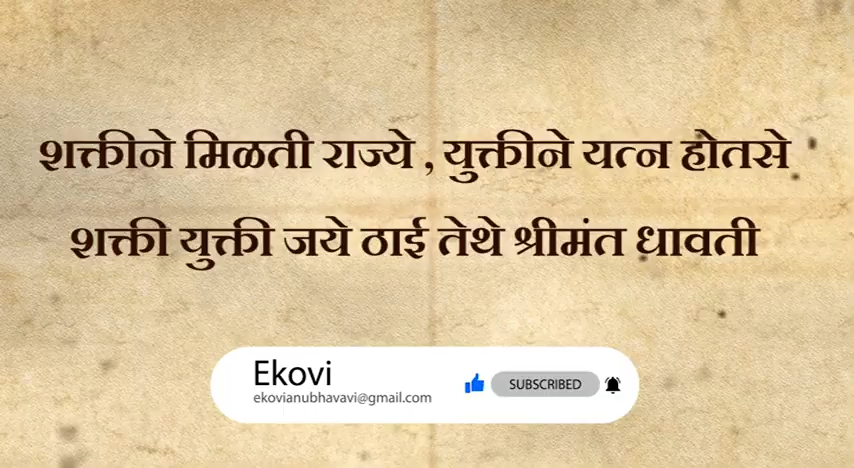 शक्तीने मिळती राज्ये , युक्तीने यत्न होतसे
शक्ती युक्ती जये ठाई तेथे श्रीमंत धावती
Ekovi
SUBSCRIBED
ekovianubhavavi@gmail.com